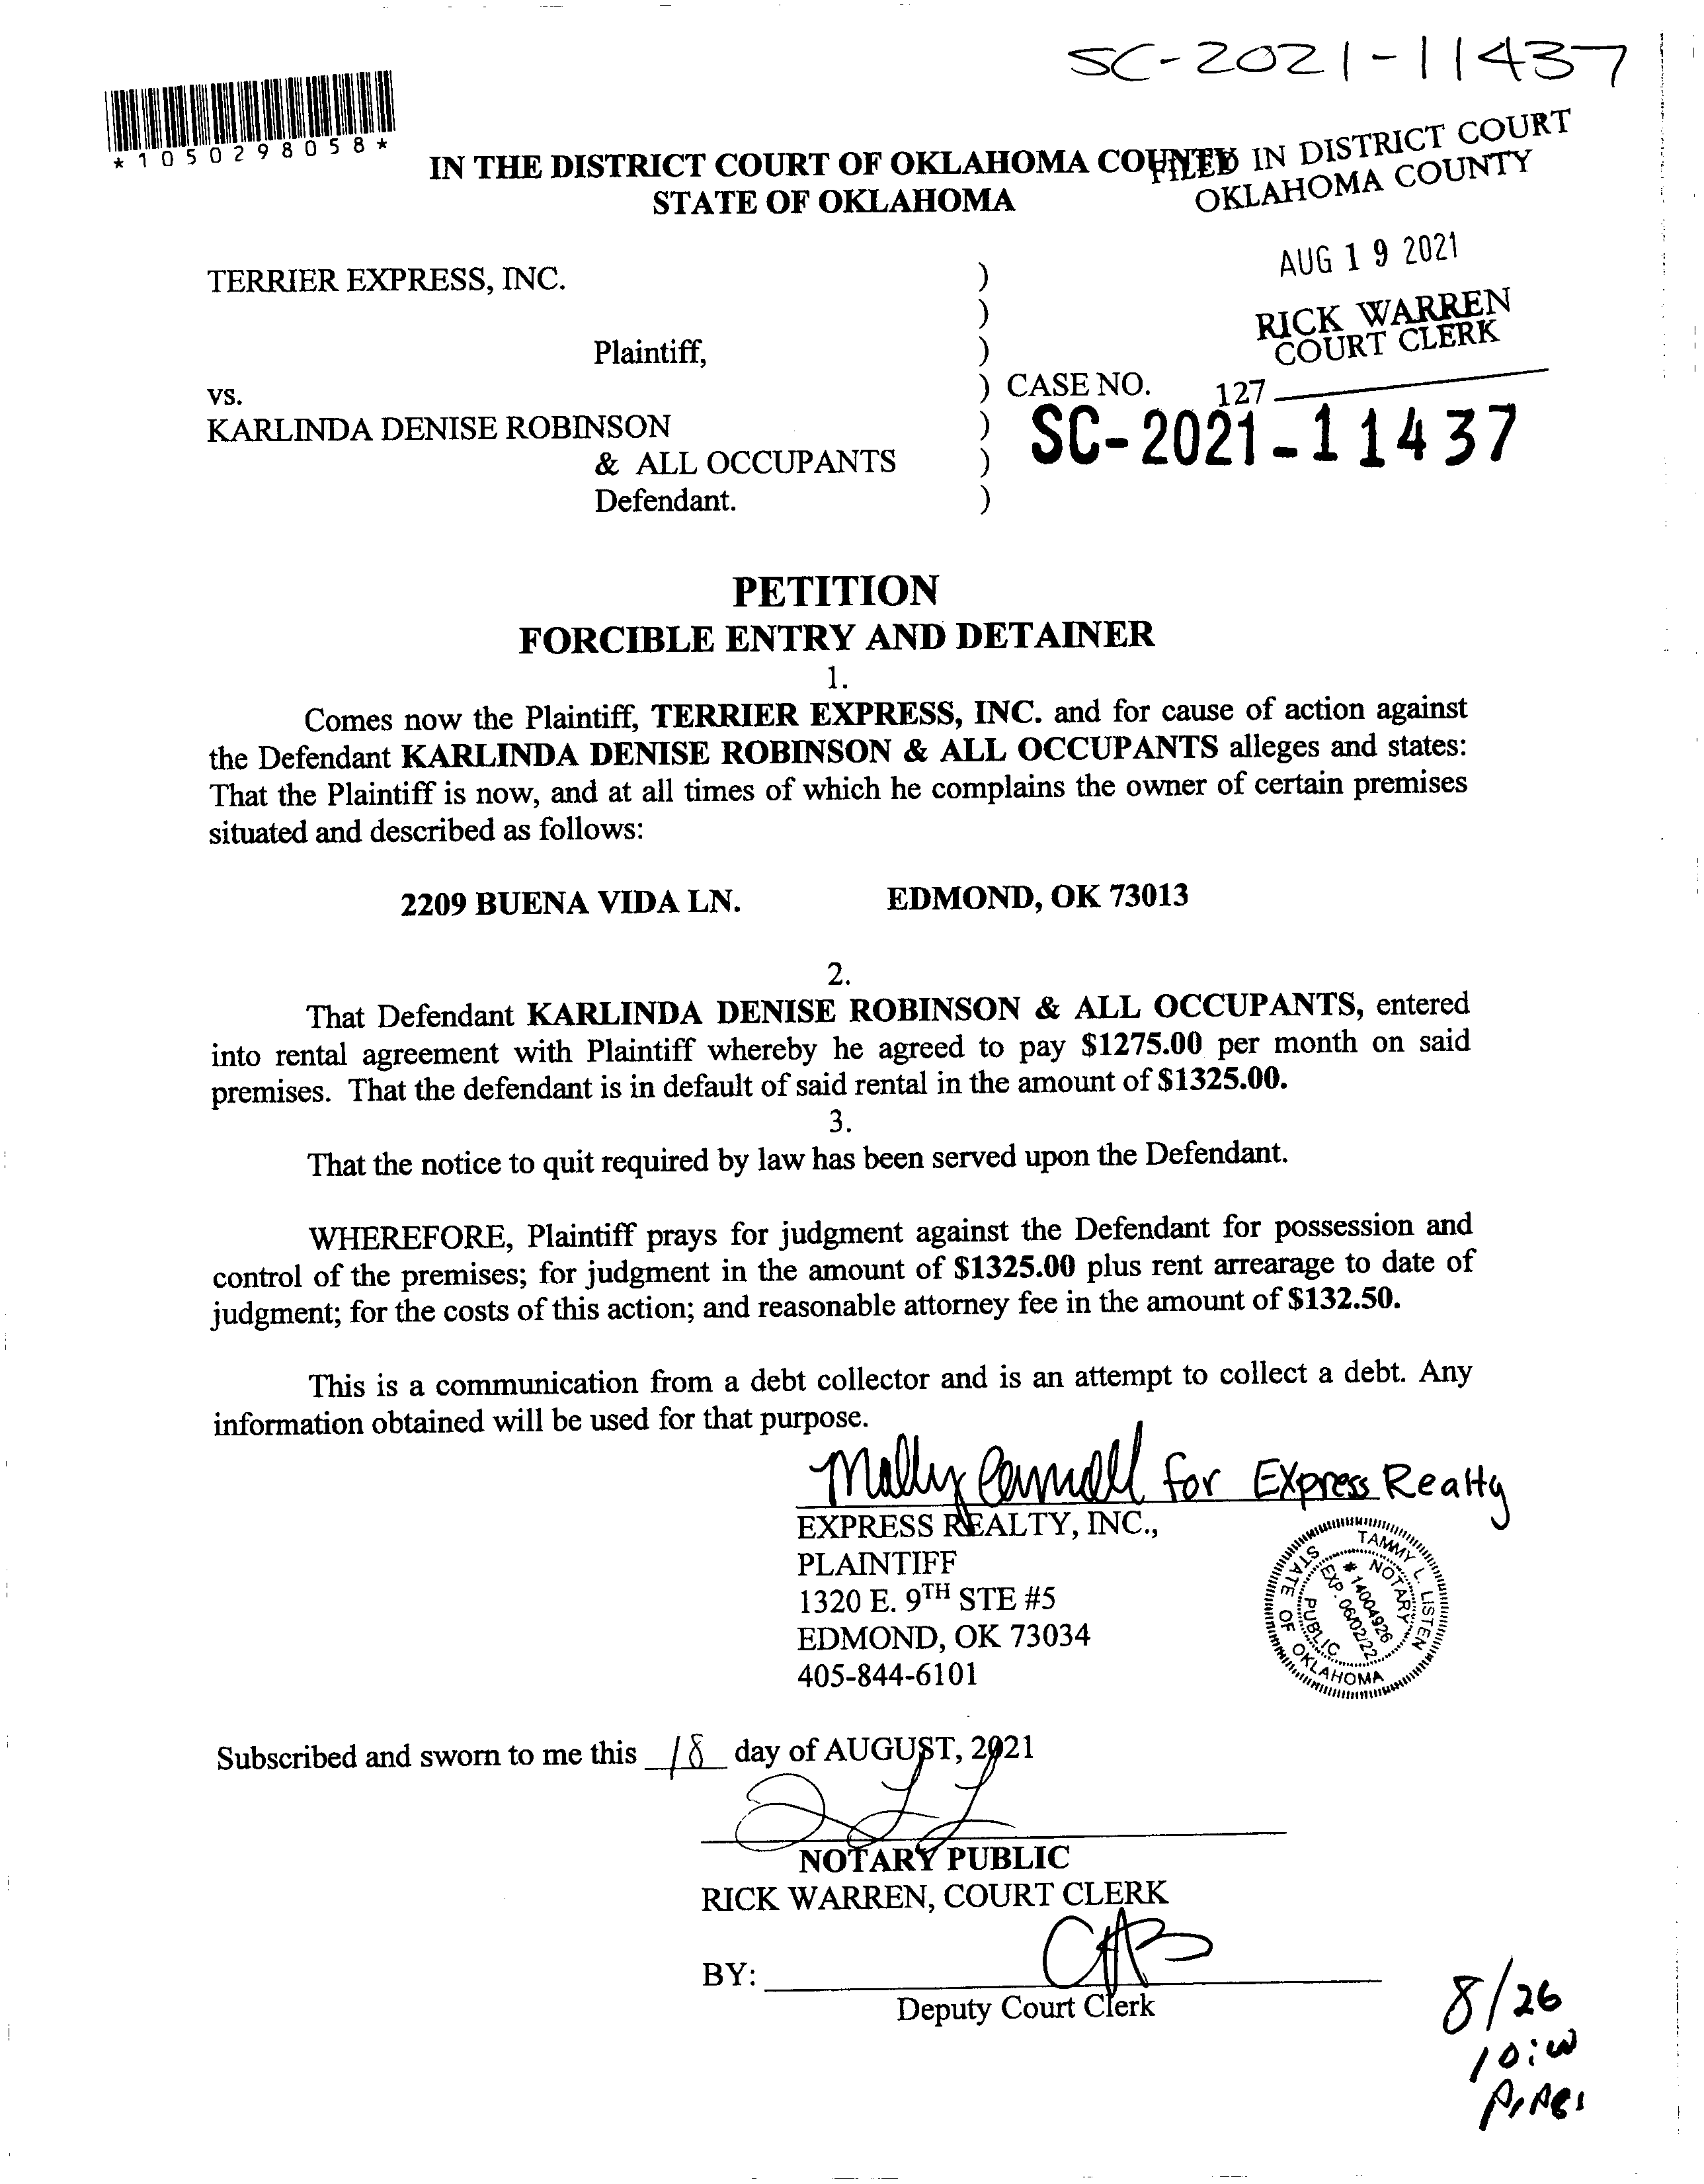 SC-2021-11437
*1050298058*
IN THE DISTRICT COURT OF OKLAHOMA COUNTY
STATE OF OKLAHOMA
FILED IN DISTRICT COURT
OKLAHOMA COUNTY
AUG 19 2021
RICK WARREN
COURT CLERK
127
TERRIER EXPRESS, INC. )
)
Plaintiff, )
vs. ) CASE NO.
KARLINDA DENISE ROBINSON )
SC-2021-11437
& ALL OCCUPANTS )
Defendant. )
PETITION
FORCIBLE ENTRY AND DETAINER
1.
Comes now the Plaintiff, TERRIER EXPRESS, INC. and for cause of action against
the Defendant KARLINDA DENISE ROBINSON & ALL OCCUPANTS alleges and states:
That the Plaintiff is now, and at all times of which he complains the owner of certain premises
situated and described as follows:
2209 BUENA VIDA LN. EDMOND, OK 73013
2.
That Defendant KARLINDA DENISE ROBINSON & ALL OCCUPANTS, entered
into rental agreement with Plaintiff whereby he agreed to pay $1275.00 per month on said
premises. That the defendant is in default of said rental in the amount of $1325.00.
3.
That the notice to quit required by law has been served upon the Defendant.
WHEREFORE, Plaintiff prays for judgment against the Defendant for possession and
control of the premises; for judgment in the amount of $1325.00 plus rent arrearage to date of
judgment; for the costs of this action; and reasonable attorney fee in the amount of $132.50.
This is a communication from a debt collector and is an attempt to collect a debt. Any
information obtained will be used for that purpose.
Molly for Express Realty
EXPRESS REALTY, INC.,
PLAINTIFF
1320 E. 9TH STE #5
EDMOND, OK 73034
405-844-6101
TAMMY L. LISTEN
NOTARY PUBLIC
# 14004926
EXP. 06/02/22
STATE OF OKLAHOMA
Subscribed and sworn to me this 18 day of AUGUST, 2021
NOTARY PUBLIC
RICK WARREN, COURT CLERK
BY:
Deputy Court Clerk
8/26